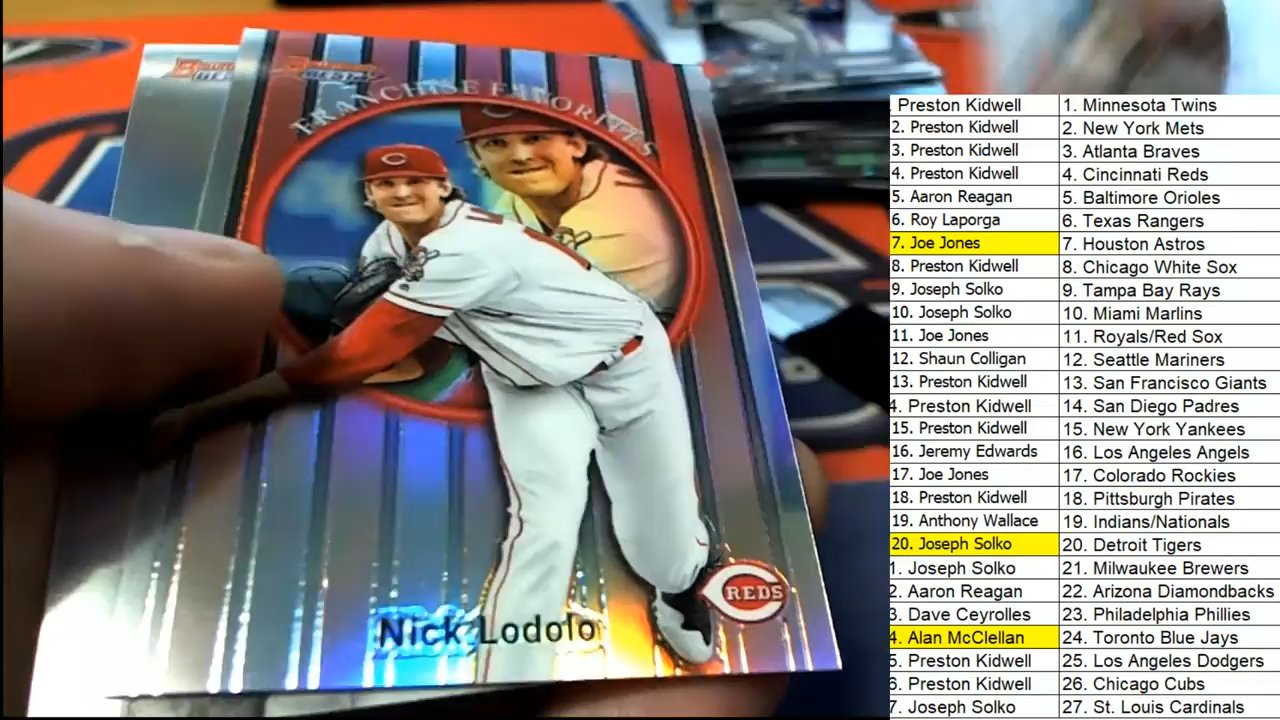 FRANCHISE FAVORITES
Nick Lodolo
REDS
Preston Kidwell 1. Minnesota Twins
2. Preston Kidwell 2. New York Mets
3. Preston Kidwell 3. Atlanta Braves
4. Preston Kidwell 4. Cincinnati Reds
5. Aaron Reagan 5. Baltimore Orioles
6. Roy Laporga 6. Texas Rangers
7. Joe Jones 7. Houston Astros
8. Preston Kidwell 8. Chicago White Sox
9. Joseph Solko 9. Tampa Bay Rays
10. Joseph Solko 10. Miami Marlins
11. Joe Jones 11. Royals/Red Sox
12. Shaun Colligan 12. Seattle Mariners
13. Preston Kidwell 13. San Francisco Giants
4. Preston Kidwell 14. San Diego Padres
15. Preston Kidwell 15. New York Yankees
16. Jeremy Edwards 16. Los Angeles Angels
17. Joe Jones 17. Colorado Rockies
18. Preston Kidwell 18. Pittsburgh Pirates
19. Anthony Wallace 19. Indians/Nationals
20. Joseph Solko 20. Detroit Tigers
1. Joseph Solko 21. Milwaukee Brewers
2. Aaron Reagan 22. Arizona Diamondbacks
3. Dave Ceyrolles 23. Philadelphia Phillies
4. Alan McClellan 24. Toronto Blue Jays
5. Preston Kidwell 25. Los Angeles Dodgers
6. Preston Kidwell 26. Chicago Cubs
7. Joseph Solko 27. St. Louis Cardinals